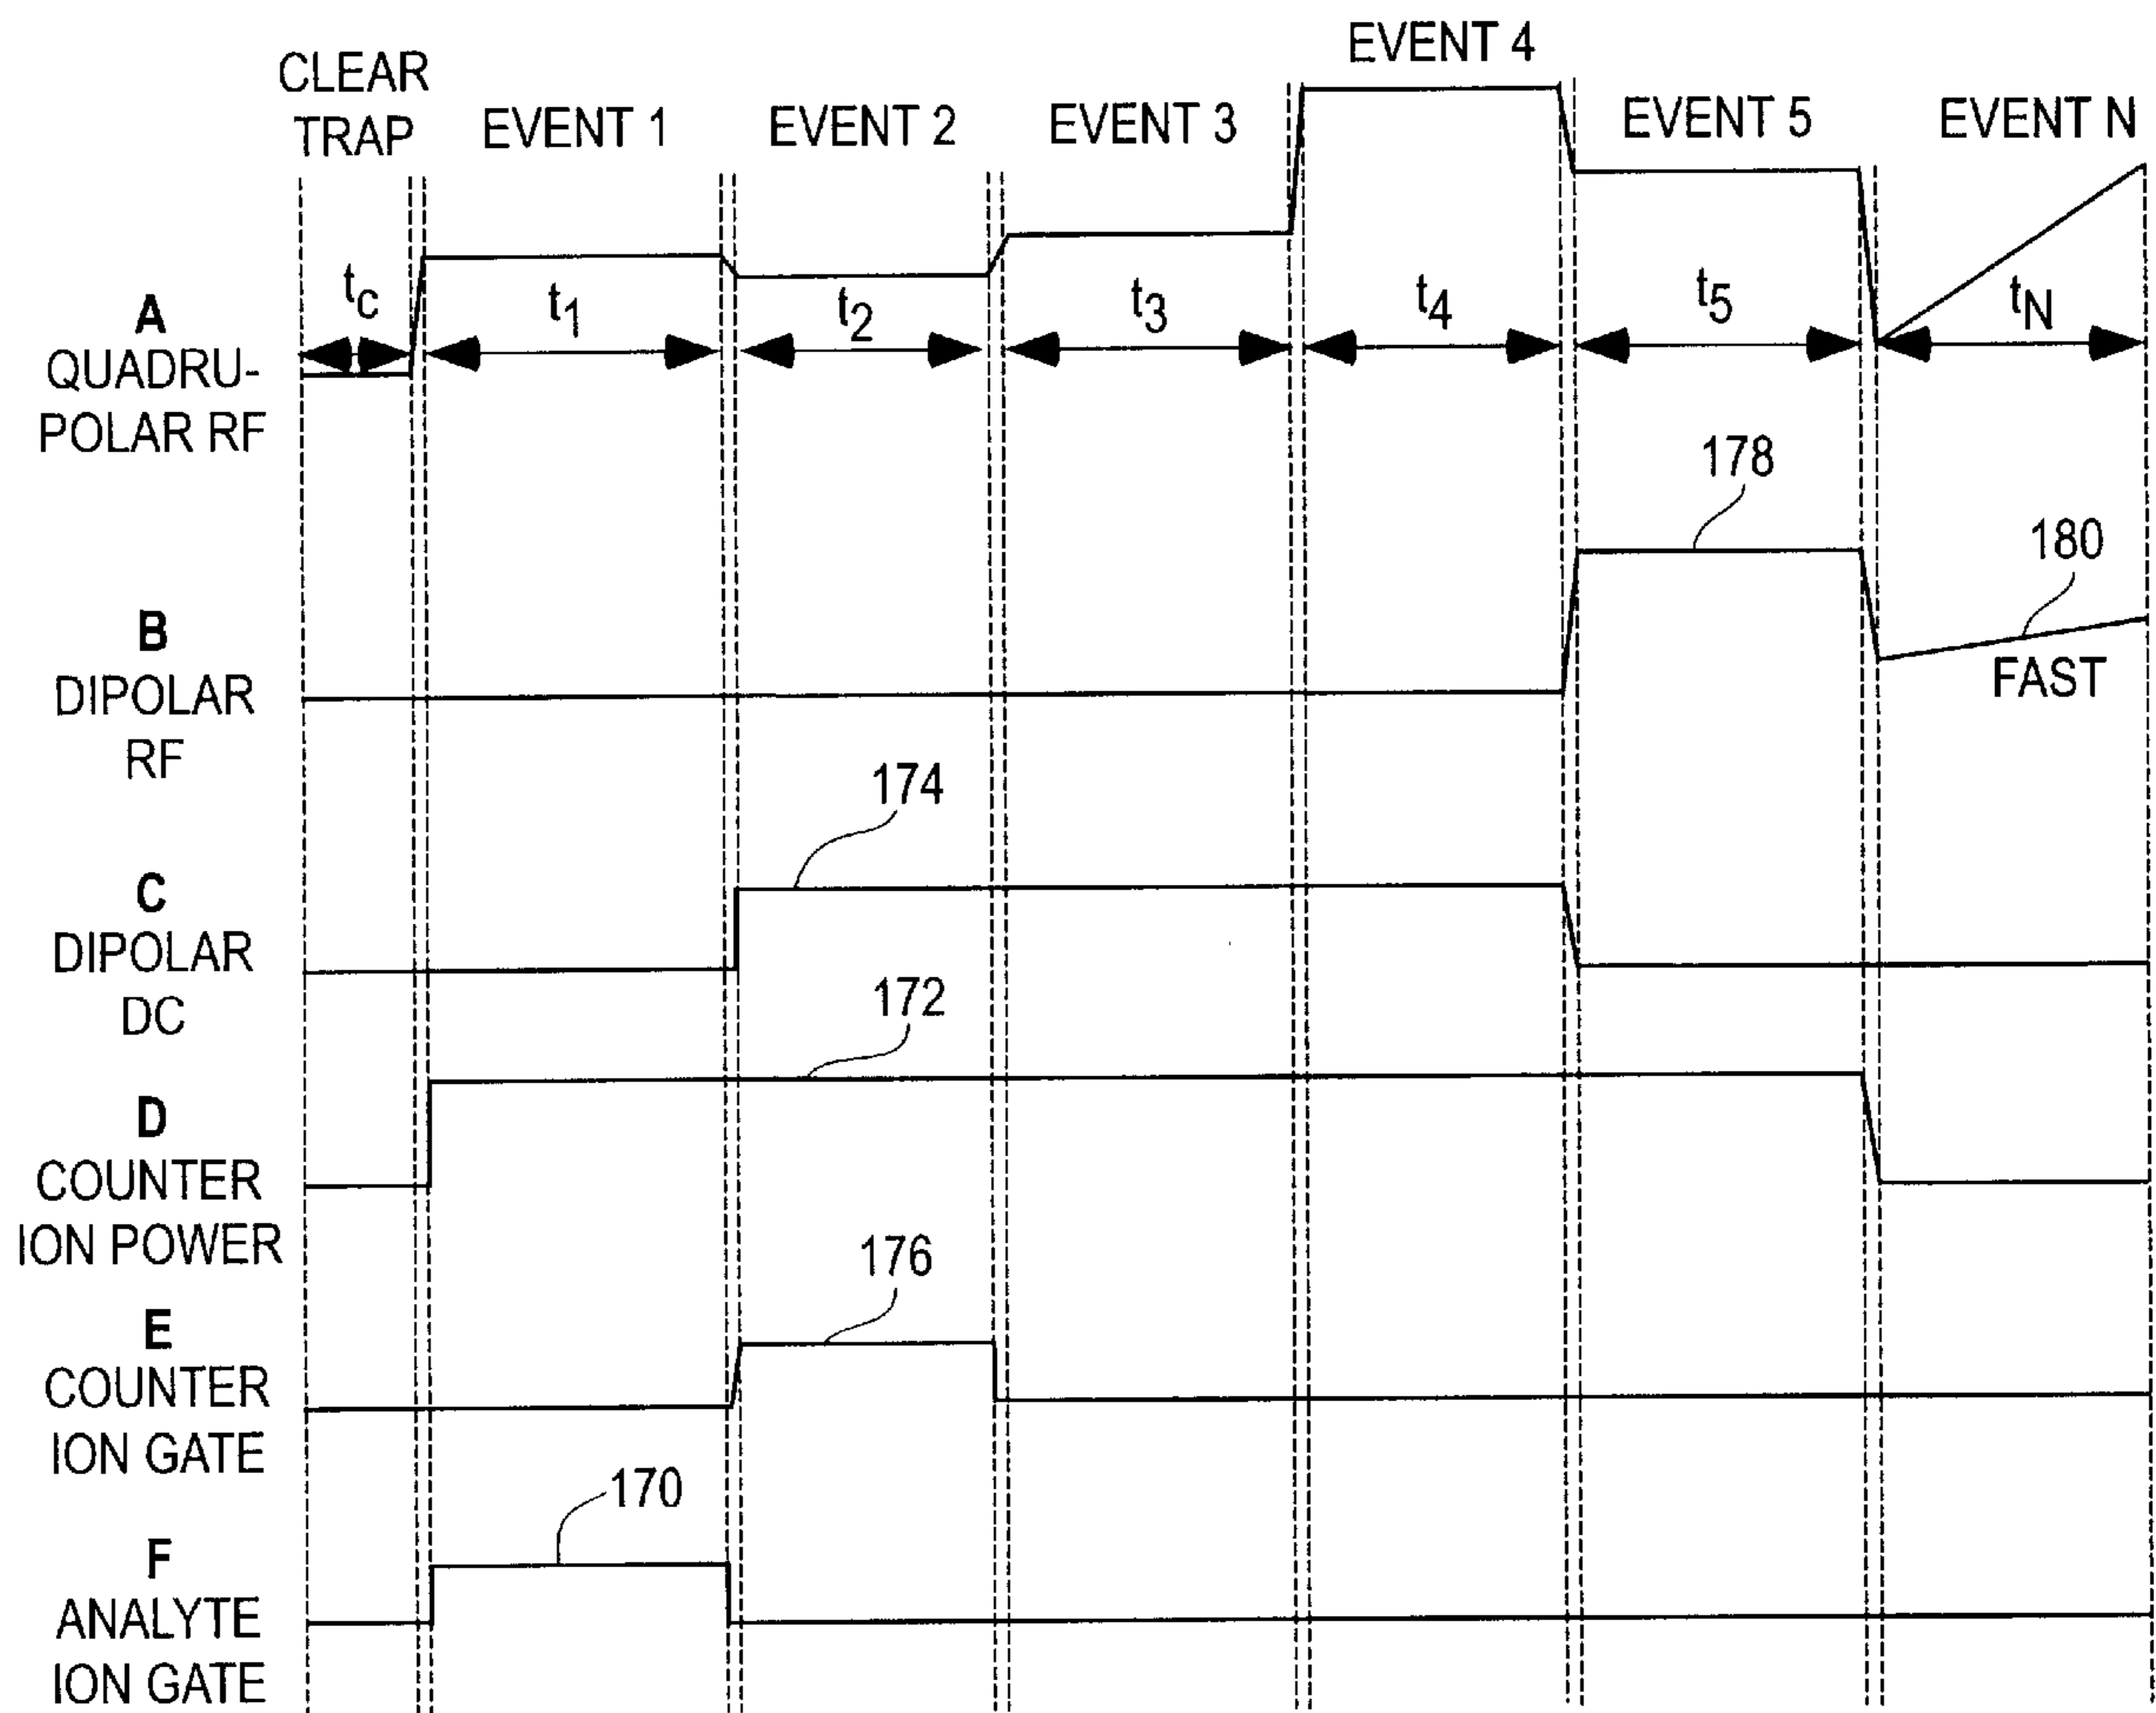 CLEAR
TRAP
EVENT 1
EVENT 2
EVENT 3
EVENT 4
EVENT 5
EVENT N
tC
t1
t2
t3
t4
t5
tN
A
QUADRU-
POLAR RF
178
180
FAST
B
DIPOLAR
RF
174
C
DIPOLAR
DC
172
D
COUNTER
ION POWER
176
E
COUNTER
ION GATE
170
F
ANALYTE
ION GATE